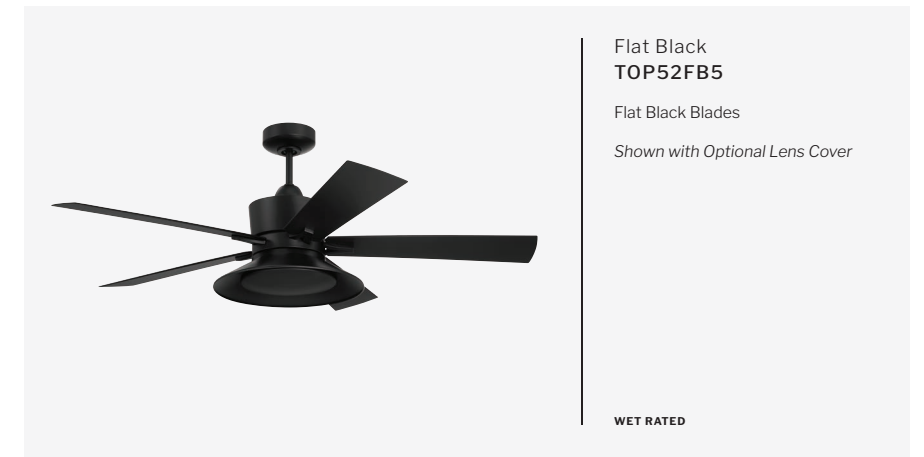 Flat Black
TOP52FB5
Flat Black Blades
Shown with Optional Lens Cover
WET RATED